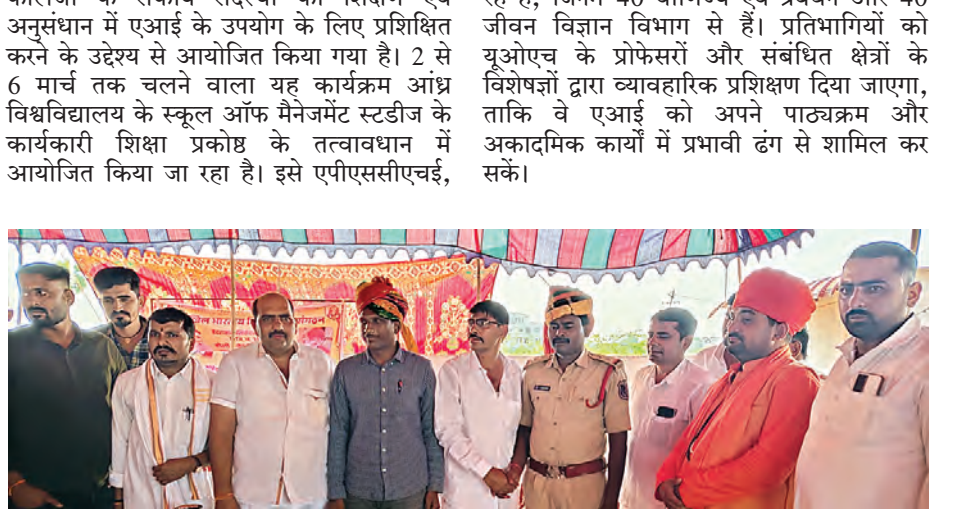 अनुसंधान में एआई के उपयोग के लिए प्रशिक्षित
करने के उद्देश्य से आयोजित किया गया है। 2 से
6 मार्च तक चलने वाला यह कार्यक्रम आंध्र
विश्वविद्यालय के स्कूल ऑफ मैनेजमेंट स्टडीज के
कार्यकारी शिक्षा प्रकोष्ठ के तत्वावधान में
आयोजित किया जा रहा है। इसे एपीएससीएचई,
जीवन विज्ञान विभाग से हैं। प्रतिभागियों को
यूओएच के प्रोफेसरों और संबंधित क्षेत्रों के
विशेषज्ञों द्वारा व्यावहारिक प्रशिक्षण दिया जाएगा,
ताकि वे एआई को अपने पाठ्यक्रम और
अकादमिक कार्यों में प्रभावी ढंग से शामिल कर
सकें।